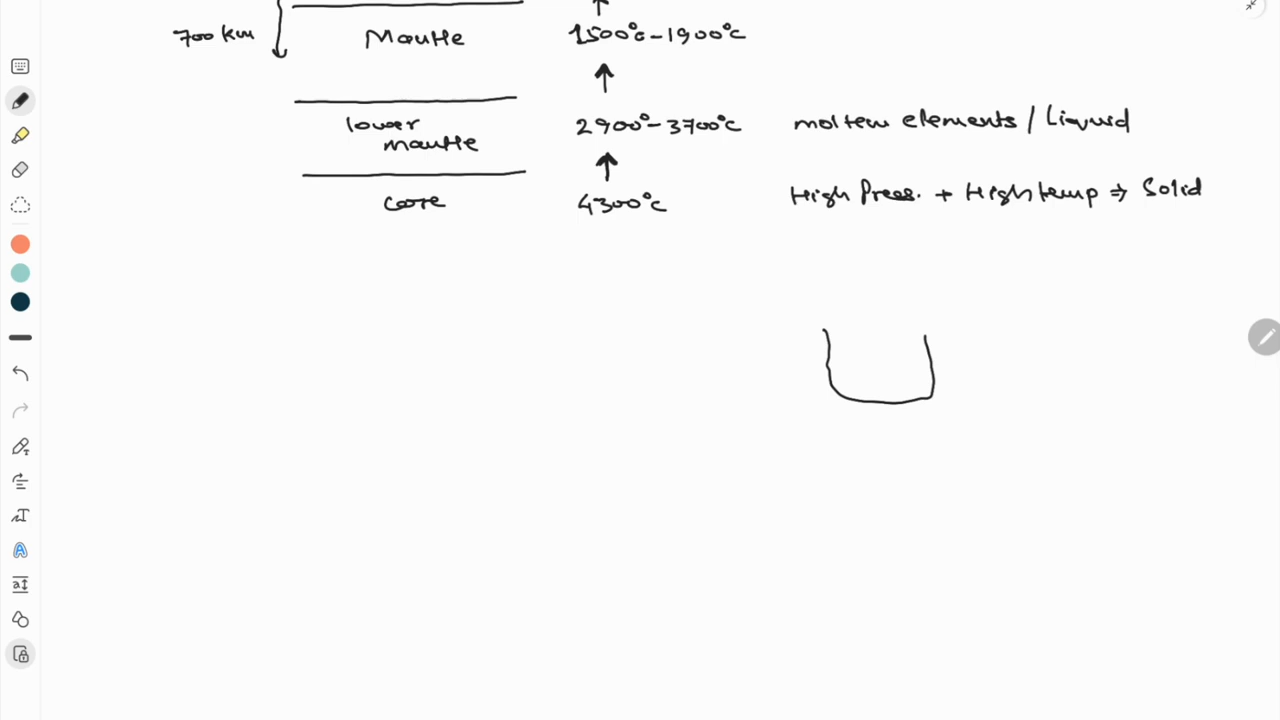 700 km Mantle 1500°c-1900°c
lower mantle 2900°-3700°c molten elements / Liquid
core 4300°c High Press. + High temp ⇒ Solid